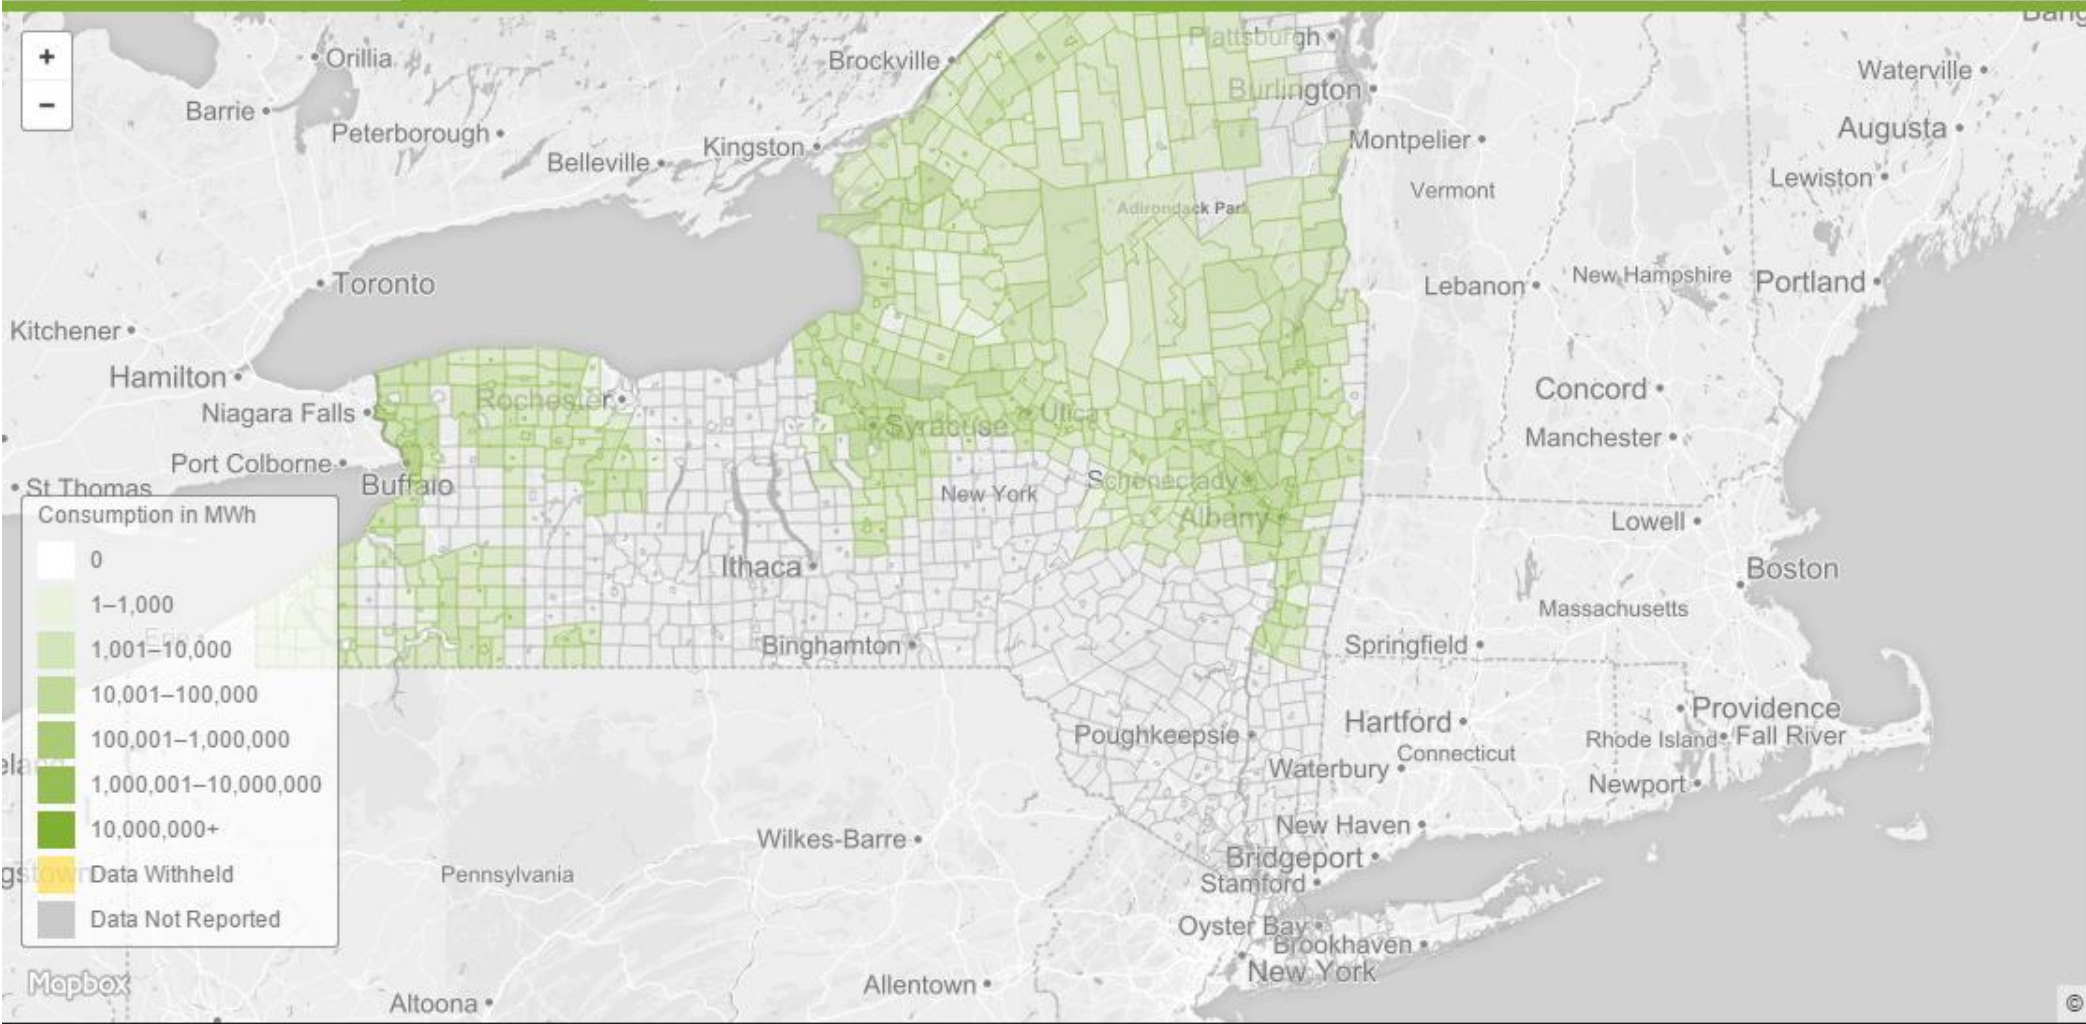 Plattsburgh
Orillia
Brockville
Waterville
+
−
Burlington
Barrie
Peterborough
Augusta
Kingston
Montpelier
Belleville
Lewiston
Vermont
Adirondack Park
Toronto
Lebanon
New Hampshire
Portland
Kitchener
Hamilton
Concord
Rochester
Niagara Falls
Utica
Syracuse
Manchester
Port Colborne
Schenectady
Buffalo
New York
St Thomas
Albany
Lowell
Ithaca
Boston
Massachusetts
Binghamton
Springfield
Consumption in MWh
0
1–1,000
1,001–10,000
10,001–100,000
100,001–1,000,000
1,000,001–10,000,000
10,000,000+
Data Withheld
Data Not Reported
Erie
Providence
Hartford
Poughkeepsie
Rhode Island
Fall River
Connecticut
Waterbury
Newport
New Haven
Wilkes-Barre
Bridgeport
Pennsylvania
Stamford
Oyster Bay
Brookhaven
New York
Mapbox
Allentown
Altoona
©